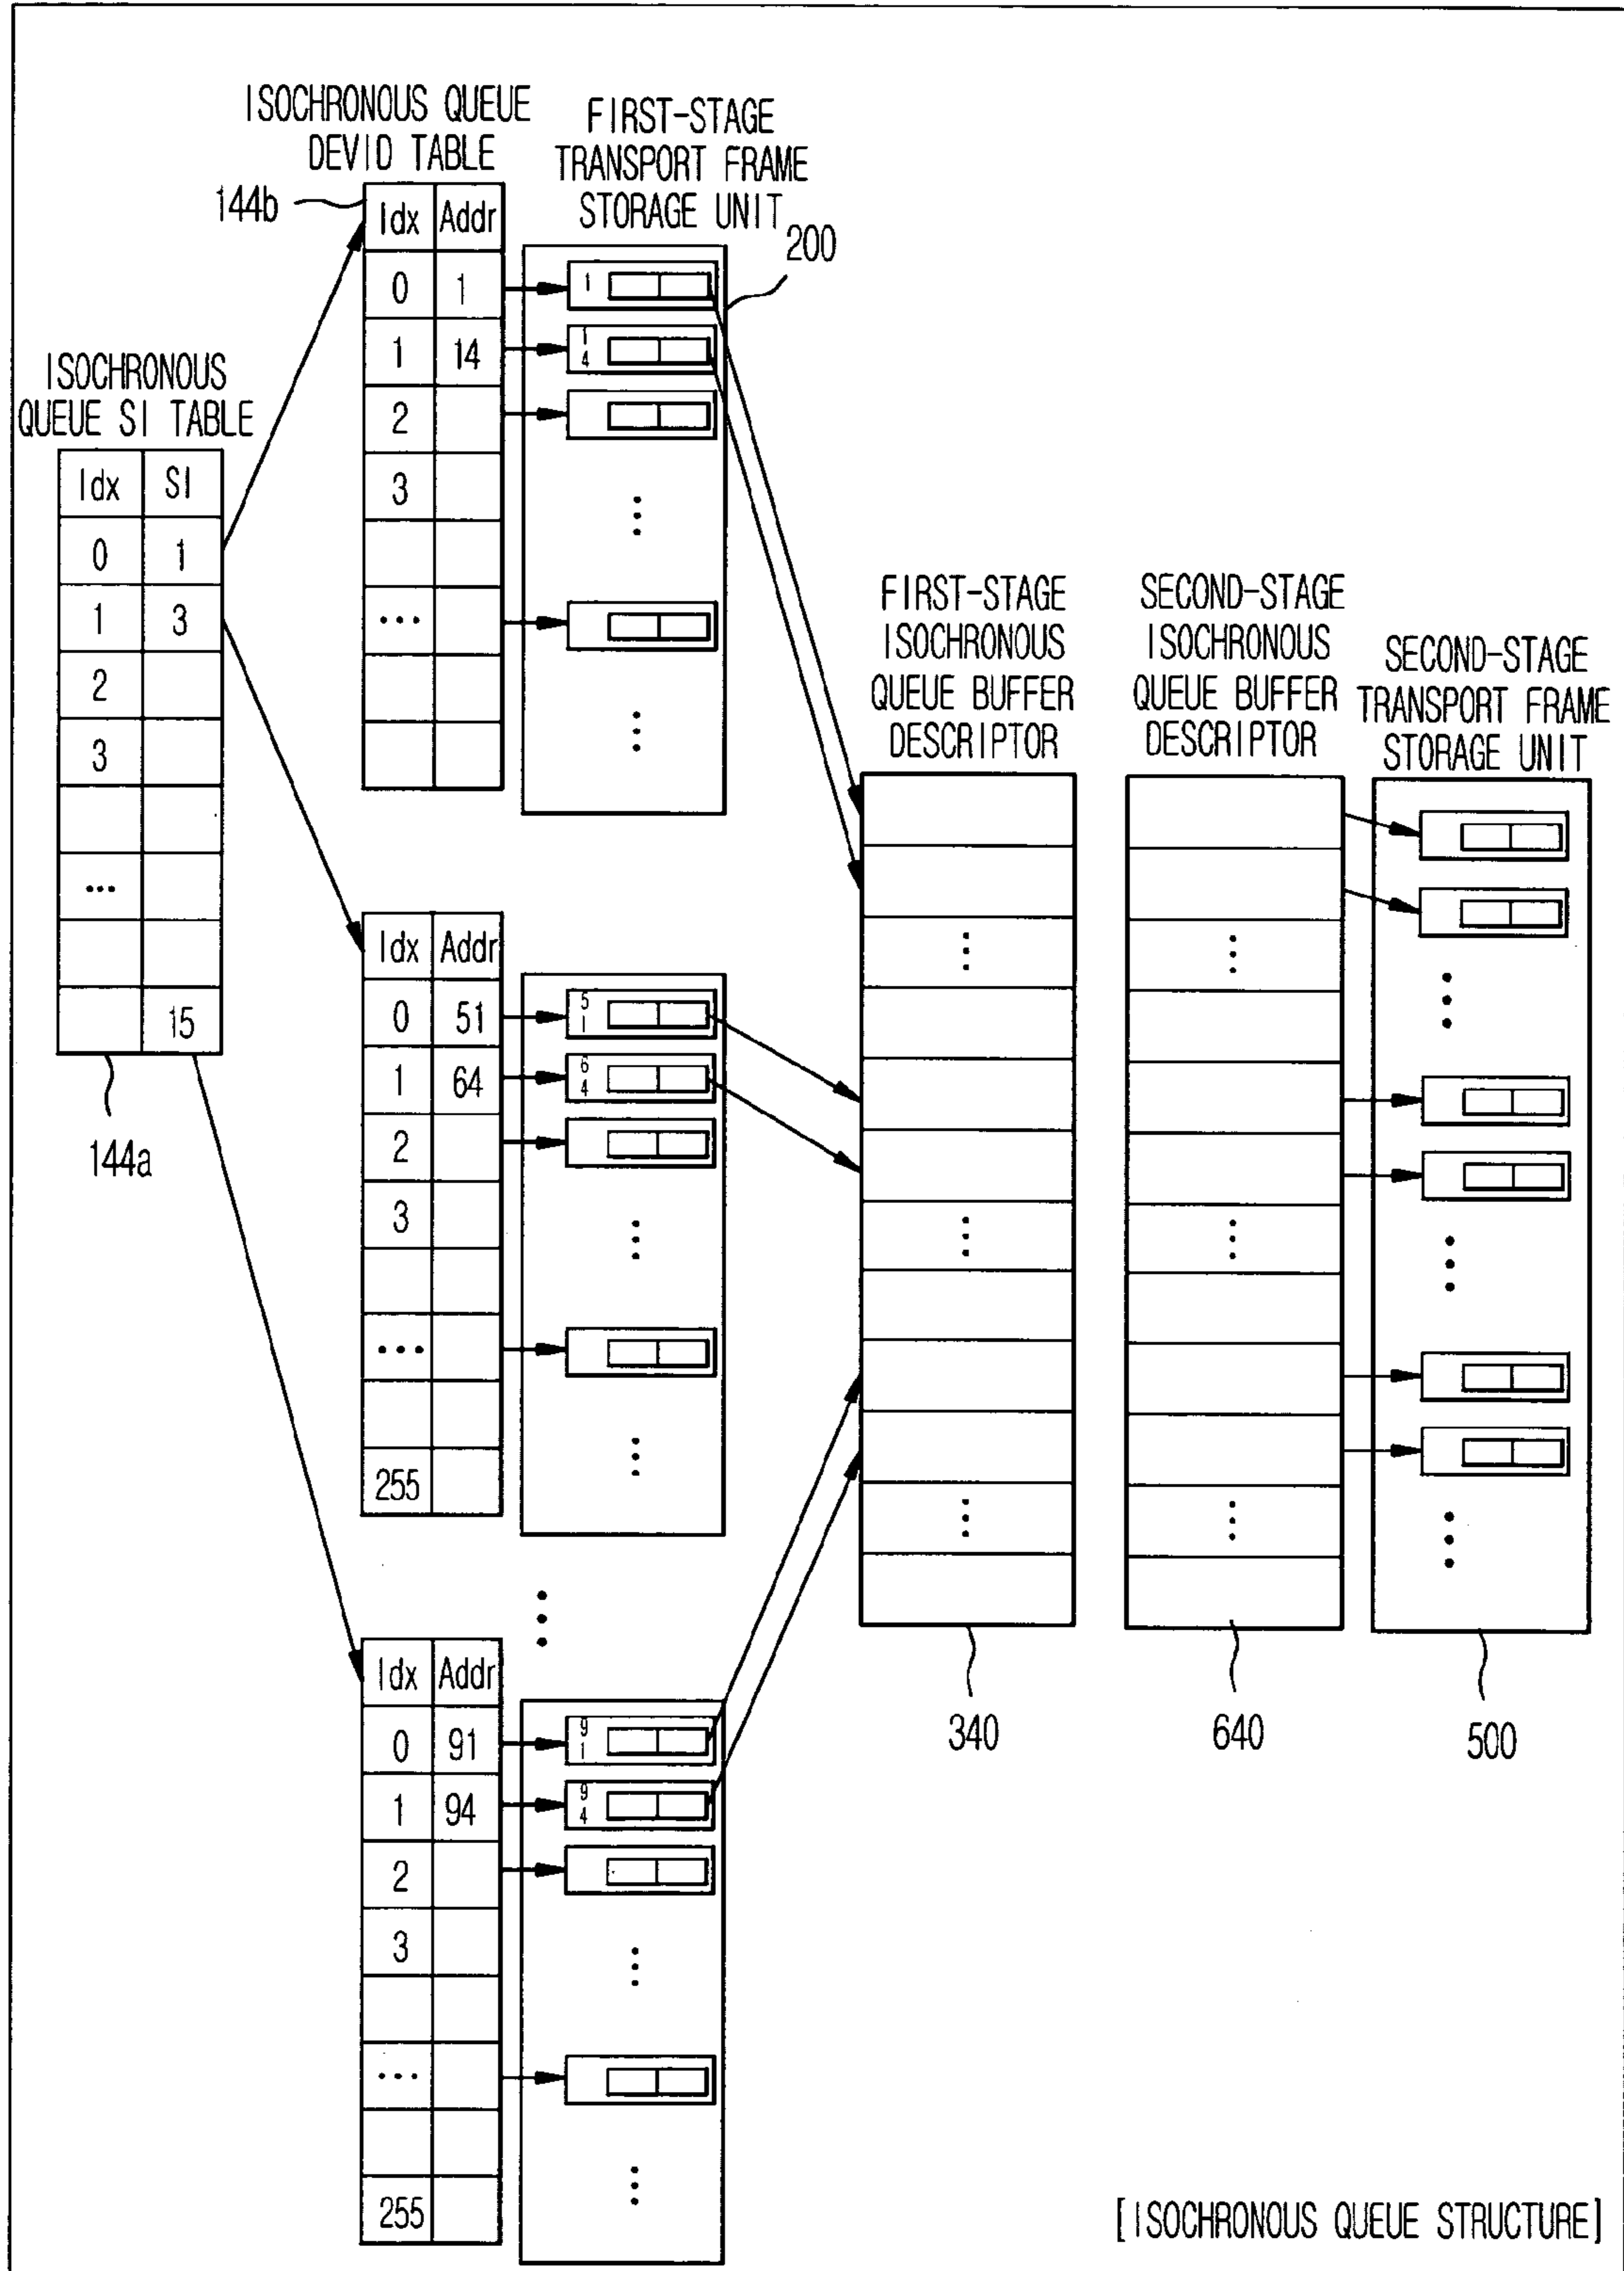 ISOCHRONOUS QUEUE
DEVID TABLE
FIRST-STAGE
TRANSPORT FRAME
STORAGE UNIT
144b
200
Idx Addr
0 1
1 14
2
3
...
1
1
4
...
...
ISOCHRONOUS
QUEUE SI TABLE
Idx SI
0 1
1 3
2
3
...
15
144a
Idx Addr
0 51
1 64
2
3
...
255
5
1
6
4
...
...
...
Idx Addr
0 91
1 94
2
3
...
255
9
1
9
4
...
...
FIRST-STAGE
ISOCHRONOUS
QUEUE BUFFER
DESCRIPTOR
...
...
...
340
SECOND-STAGE
ISOCHRONOUS
QUEUE BUFFER
DESCRIPTOR
...
...
...
640
SECOND-STAGE
TRANSPORT FRAME
STORAGE UNIT
...
...
...
500
[ISOCHRONOUS QUEUE STRUCTURE]